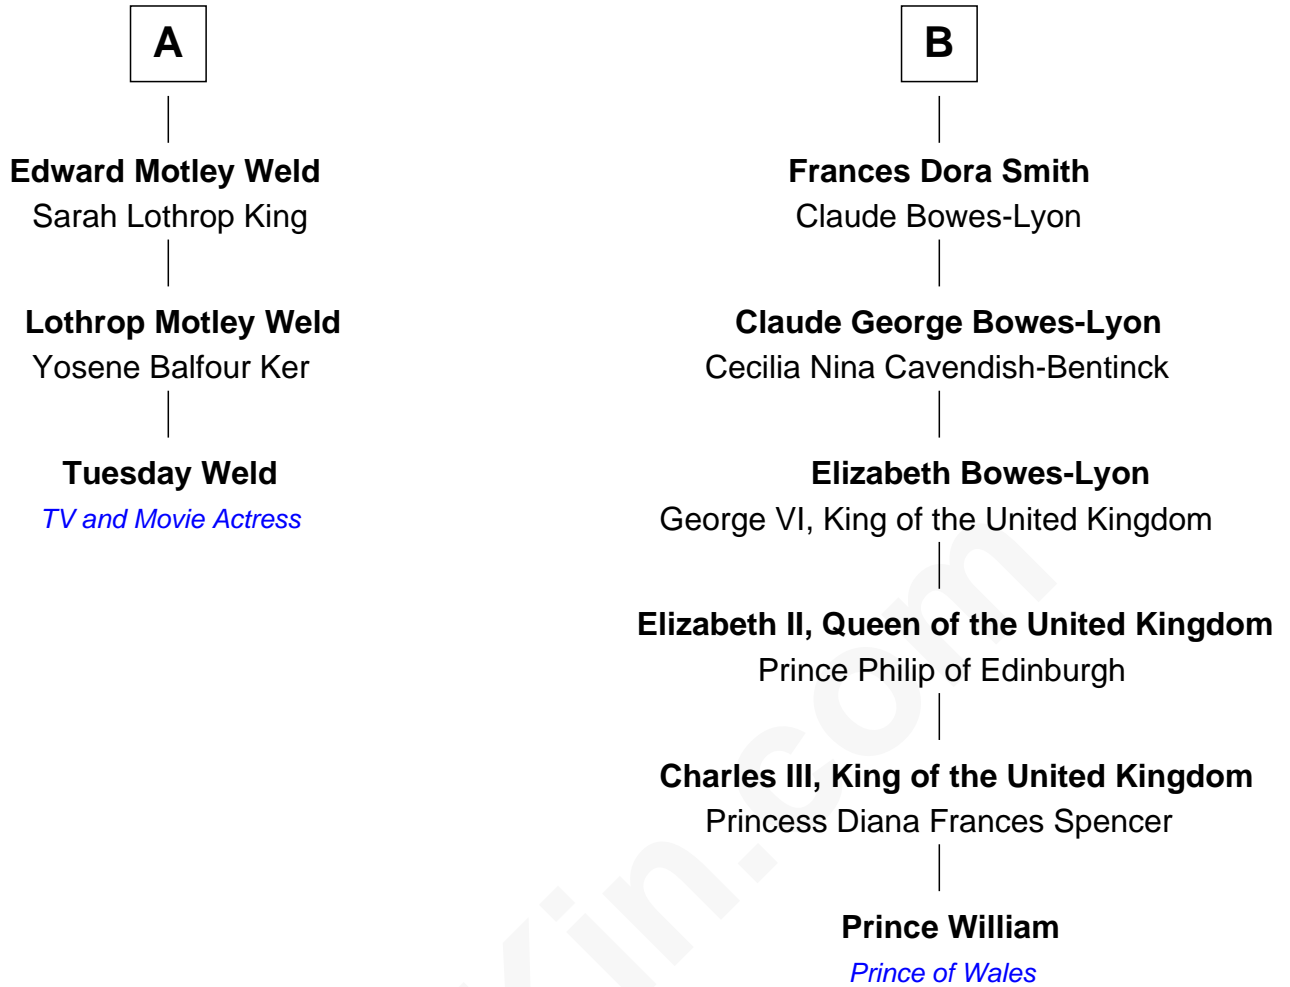 A
Edward Motley Weld
Sarah Lothrop King
Lothrop Motley Weld
Yosene Balfour Ker
Tuesday Weld
TV and Movie Actress
B
Frances Dora Smith
Claude Bowes-Lyon
Claude George Bowes-Lyon
Cecilia Nina Cavendish-Bentinck
Elizabeth Bowes-Lyon
George VI, King of the United Kingdom
Elizabeth II, Queen of the United Kingdom
Prince Philip of Edinburgh
Charles III, King of the United Kingdom
Princess Diana Frances Spencer
Prince William
Prince of Wales
Kin.com